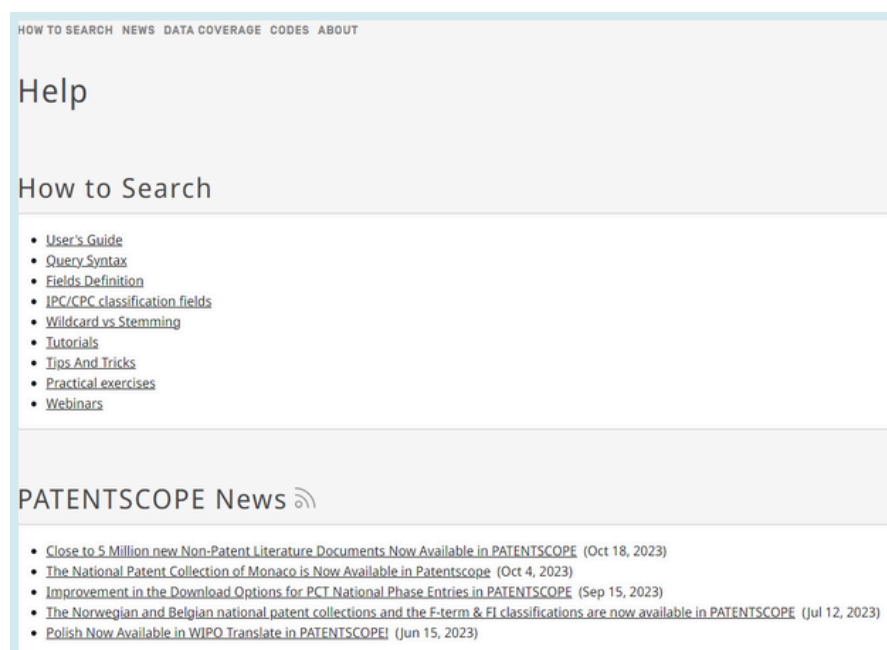 HOW TO SEARCH NEWS DATA COVERAGE CODES ABOUT
Help
How to Search
User's Guide
Query Syntax
Fields Definition
IPC/CPC classification fields
Wildcard vs Stemming
Tutorials
Tips And Tricks
Practical exercises
Webinars
PATENTSCOPE News
Close to 5 Million new Non-Patent Literature Documents Now Available in PATENTSCOPE (Oct 18, 2023)
The National Patent Collection of Monaco is Now Available in Patentscope (Oct 4, 2023)
Improvement in the Download Options for PCT National Phase Entries in PATENTSCOPE (Sep 15, 2023)
The Norwegian and Belgian national patent collections and the F-term & FI classifications are now available in PATENTSCOPE (Jul 12, 2023)
Polish Now Available in WIPO Translate in PATENTSCOPE! (Jun 15, 2023)